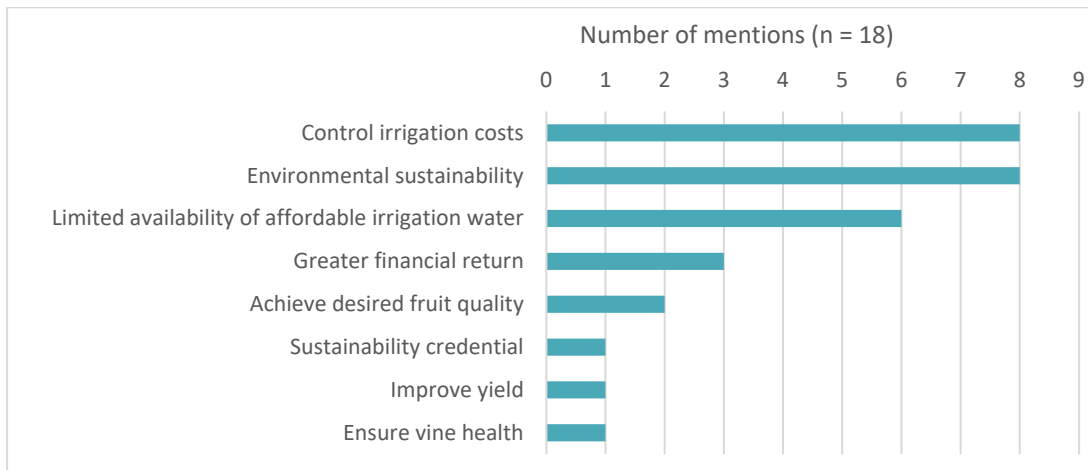 Number of mentions (n = 18)
0 1 2 3 4 5 6 7 8 9
Control irrigation costs
Environmental sustainability
Limited availability of affordable irrigation water
Greater financial return
Achieve desired fruit quality
Sustainability credential
Improve yield
Ensure vine health